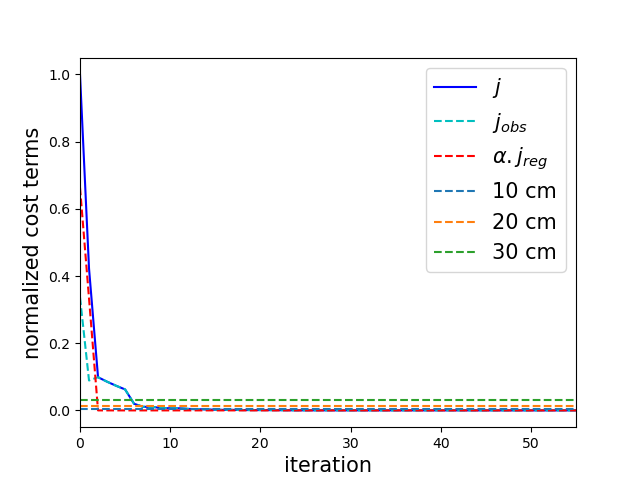 normalized cost terms
1.0
0.8
0.6
0.4
0.2
0.0
0
10
20
30
40
50
iteration
j
j_obs
α.j_reg
10 cm
20 cm
30 cm